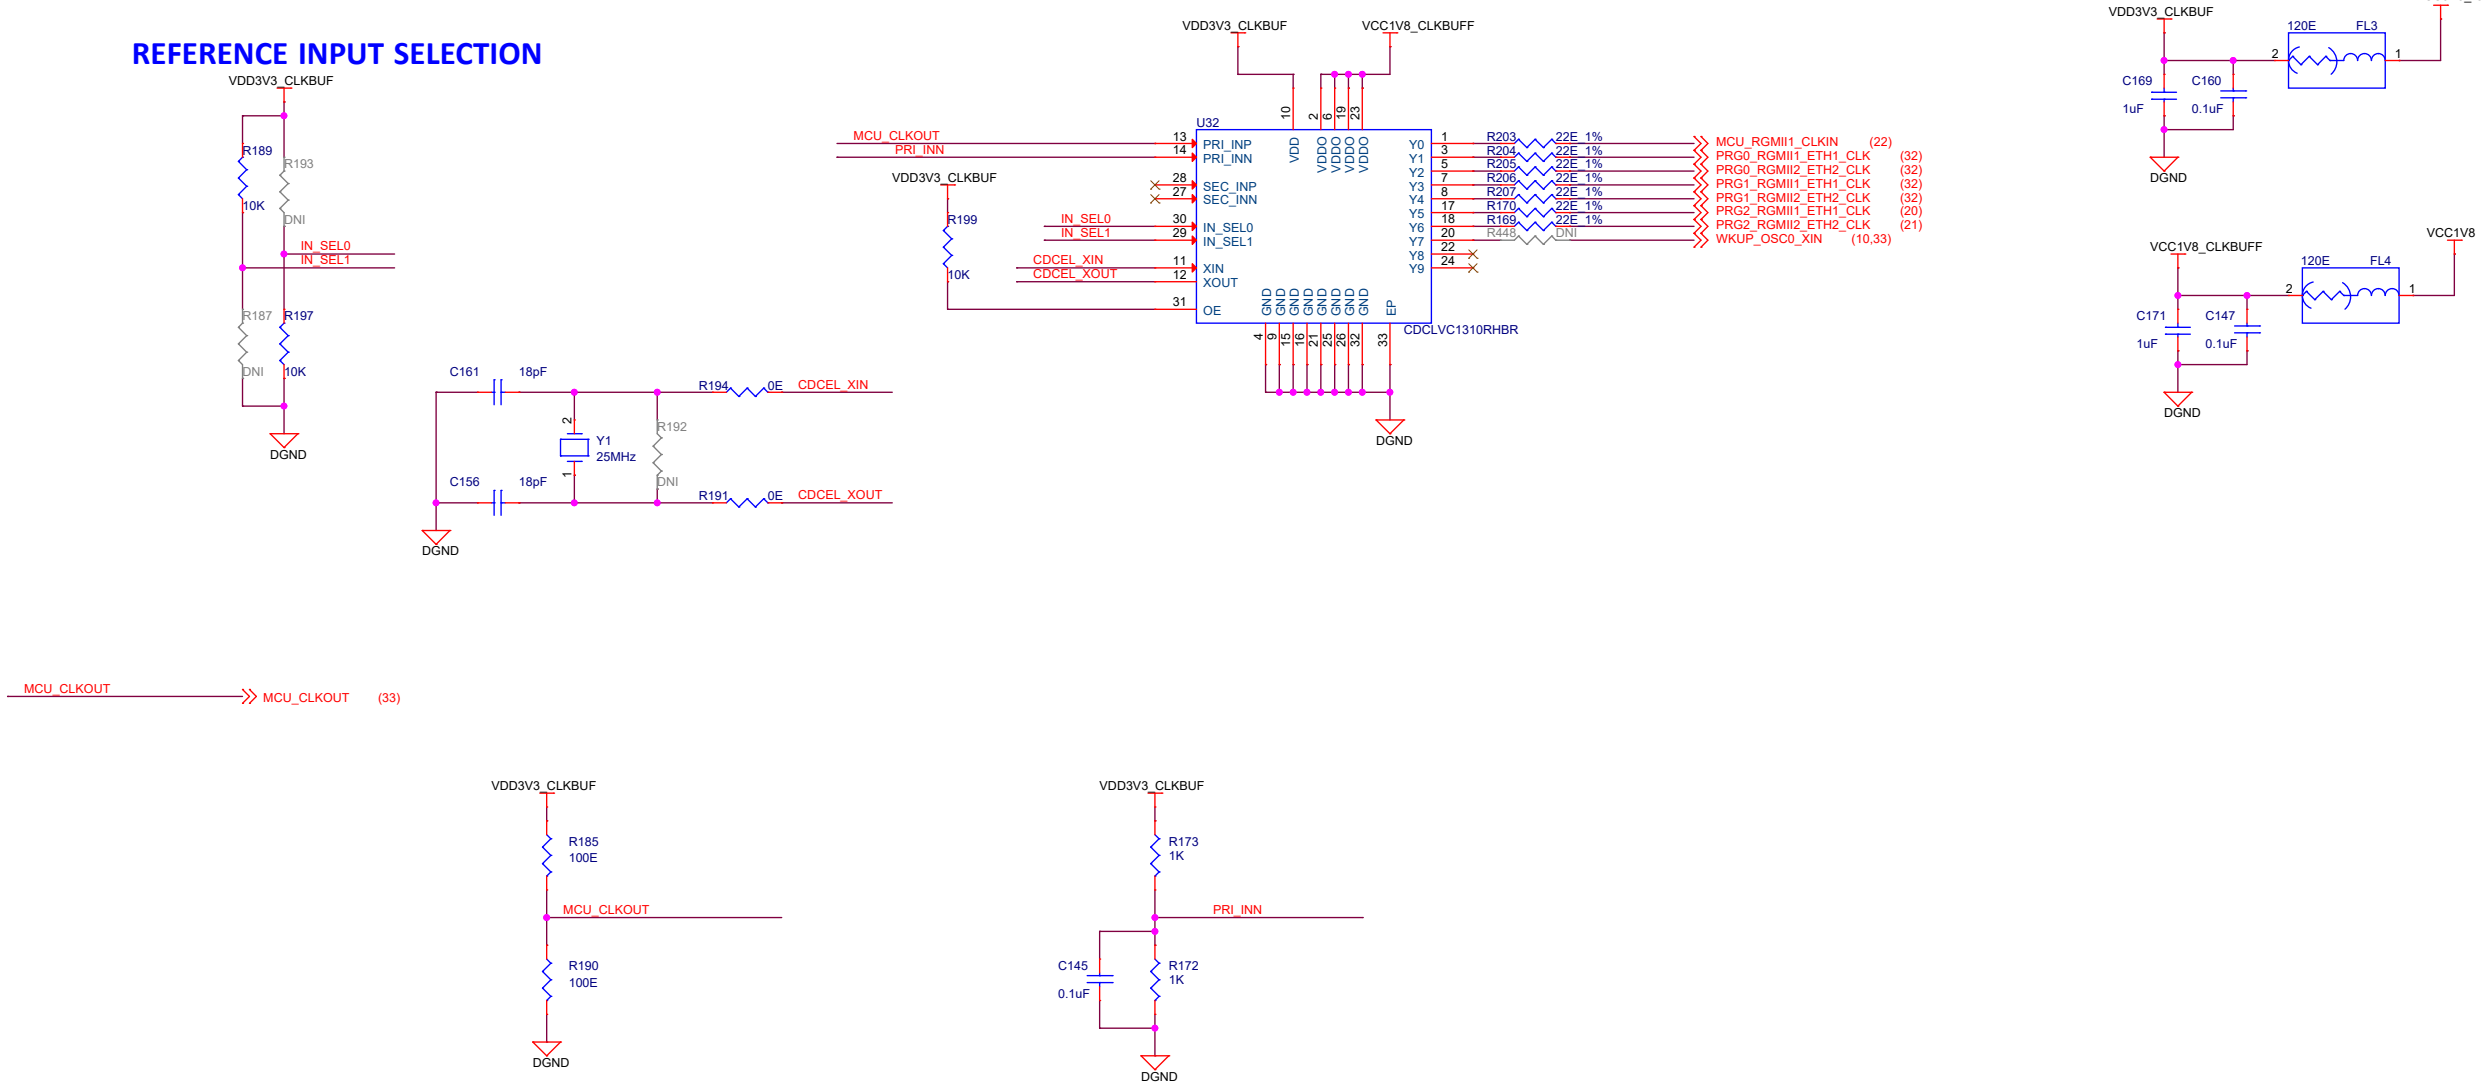 REFERENCE INPUT SELECTION
VDD3V3_CLKBUF
R189
10K
R193
DNI
IN_SEL0
IN_SEL1
R187
DNI
R197
10K
DGND
C161 18pF
R194 0E CDCEL_XIN
2
Y1
25MHz
1
R192
DNI
C156 18pF
R191 0E CDCEL_XOUT
DGND
VDD3V3_CLKBUF
VCC1V8_CLKBUFF
10
2
6
19
23
U32
MCU_CLKOUT 13 PRI_INP
PRI_INN 14 PRI_INN
VDD
VDDO
VDDO
VDDO
VDDO
28 SEC_INP
27 SEC_INN
VDD3V3_CLKBUF
R199
10K
IN_SEL0 30 IN_SEL0
IN_SEL1 29 IN_SEL1
CDCEL_XIN 11 XIN
CDCEL_XOUT 12 XOUT
31 OE
Y0 1 R203 22E_1% MCU_RGMII1_CLKIN (22)
Y1 3 R204 22E_1% PRG0_RGMII1_ETH1_CLK (32)
Y2 5 R205 22E_1% PRG0_RGMII2_ETH2_CLK (32)
Y3 7 R206 22E_1% PRG1_RGMII1_ETH1_CLK (32)
Y4 8 R207 22E_1% PRG1_RGMII2_ETH2_CLK (32)
Y5 17 R170 22E_1% PRG2_RGMII1_ETH1_CLK (20)
Y6 18 R169 22E_1% PRG2_RGMII2_ETH2_CLK (21)
Y7 20 R448 DNI WKUP_OSC0_XIN (10,33)
Y8 22
Y9 24
GND
GND
GND
GND
GND
GND
GND
GND
EP
CDCLVC1310RHBR
4
9
15
16
21
25
26
32
33
DGND
VDD3V3_CLKBUF
120E FL3
2 1
C169
1uF
C160
0.1uF
DGND
VCC1V8_CLKBUFF
VCC1V8
120E FL4
2 1
C171
1uF
C147
0.1uF
DGND
MCU_CLKOUT MCU_CLKOUT (33)
VDD3V3_CLKBUF
R185
100E
MCU_CLKOUT
R190
100E
DGND
VDD3V3_CLKBUF
R173
1K
PRI_INN
C145
0.1uF
R172
1K
DGND